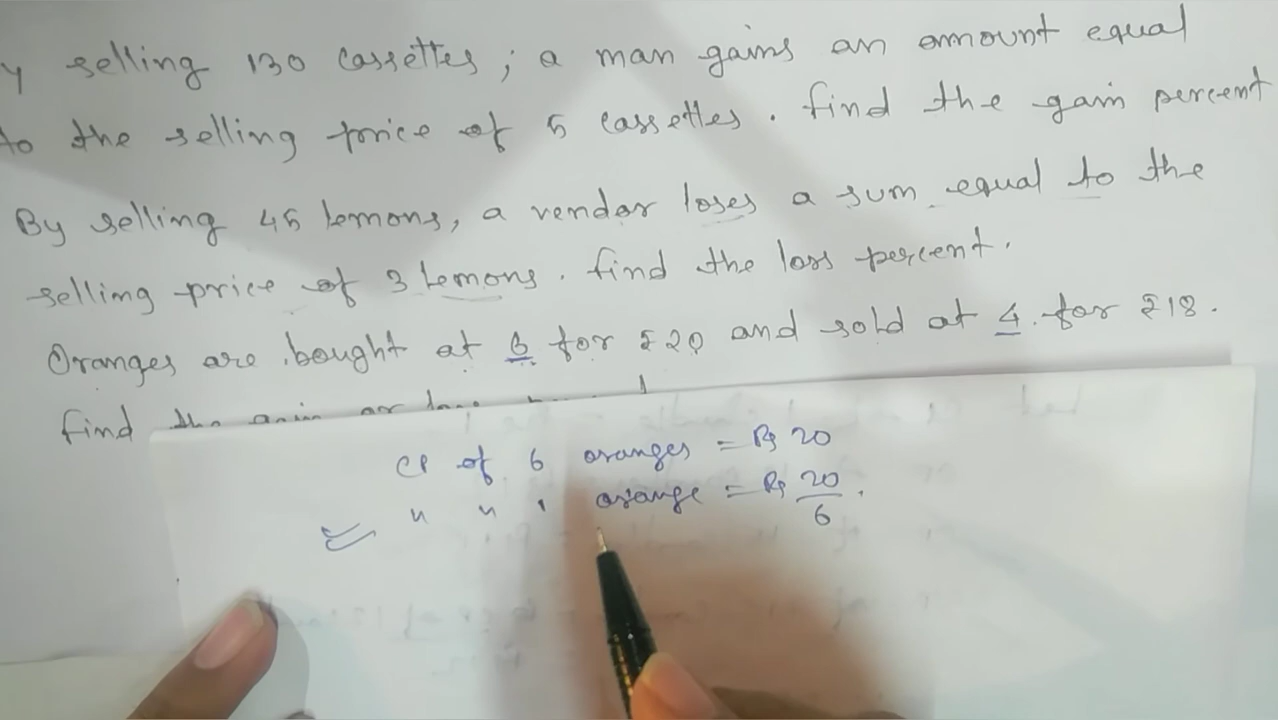 y selling 130 cassettes; a man gains an amount equal
to the selling price of 5 cassettes. find the gain percent
By selling 45 lemons, a vendor loses a sum equal to the
selling price of 3 lemons. find the loss percent.
Oranges are bought at 6 for ₹20 and sold at 4 for ₹18.
find the gain or
CP of 6 oranges = Rs 20
" " 1 orange = Rs 20/6.